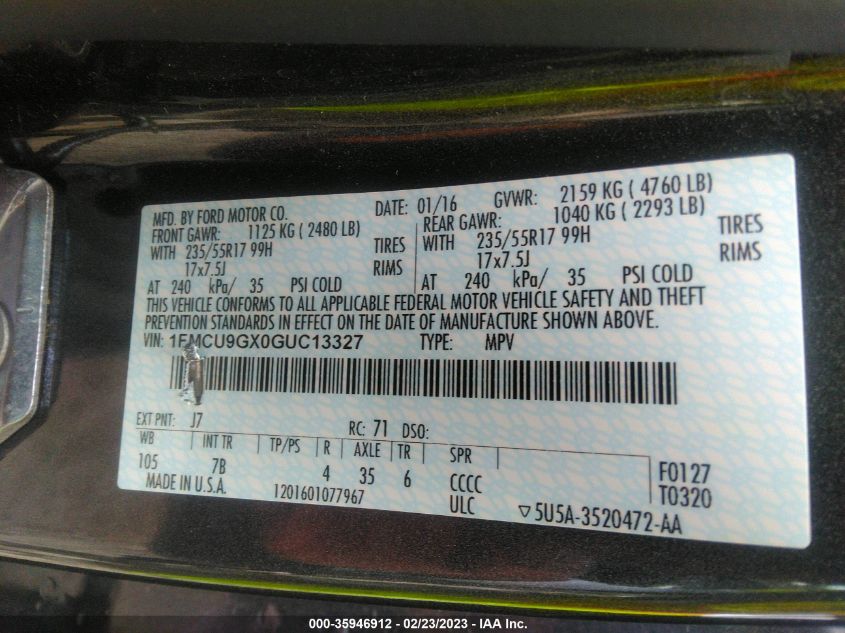 MFD. BY FORD MOTOR CO. DATE: 01/16 GVWR: 2159 KG ( 4760 LB)
FRONT GAWR: 1125 KG ( 2480 LB) REAR GAWR: 1040 KG ( 2293 LB)
WITH 235/55R17 99H TIRES WITH 235/55R17 99H TIRES
17x7.5J RIMS 17x7.5J RIMS
AT 240 kPa/ 35 PSI COLD AT 240 kPa/ 35 PSI COLD
THIS VEHICLE CONFORMS TO ALL APPLICABLE FEDERAL MOTOR VEHICLE SAFETY AND THEFT
PREVENTION STANDARDS IN EFFECT ON THE DATE OF MANUFACTURE SHOWN ABOVE.
VIN: 1FMCU9GX0GUC13327 TYPE: MPV
EXT PNT: J7 RC: 71 DSO:
WB INT TR TP/PS R AXLE TR SPR
105 7B 4 35 6 CCCC F0127
MADE IN U.S.A. 1201601077967 ULC T0320
▽5U5A-3520472-AA
000-35946912 - 02/23/2023 - IAA Inc.